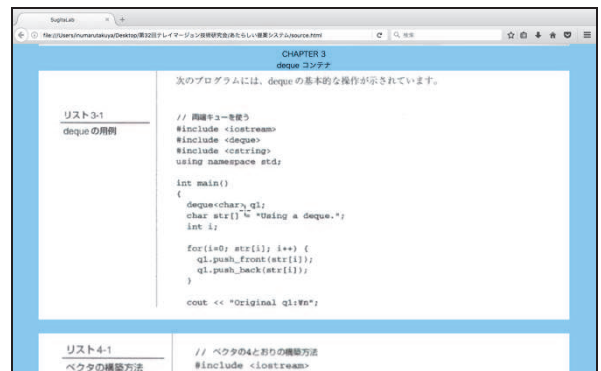 SugitaLab
file:///Users/inumarutakuya/Desktop/第32回テレイマージョン技術研究会/あたらしい提案システム/source.html
検索
CHAPTER 3
deque コンテナ
次のプログラムには、deque の基本的な操作が示されています。
リスト3-1
deque の用例
// 両端キューを使う
#include <iostream>
#include <deque>
#include <cstring>
using namespace std;
int main()
{
deque<char> q1;
char str[] = "Using a deque.";
int i;
for(i=0; str[i]; i++) {
q1.push_front(str[i]);
q1.push_back(str[i]);
}
cout << "Original q1:¥n";
リスト4-1
ベクタの構築方法
// ベクタの4とおりの構築方法
#include <iostream>